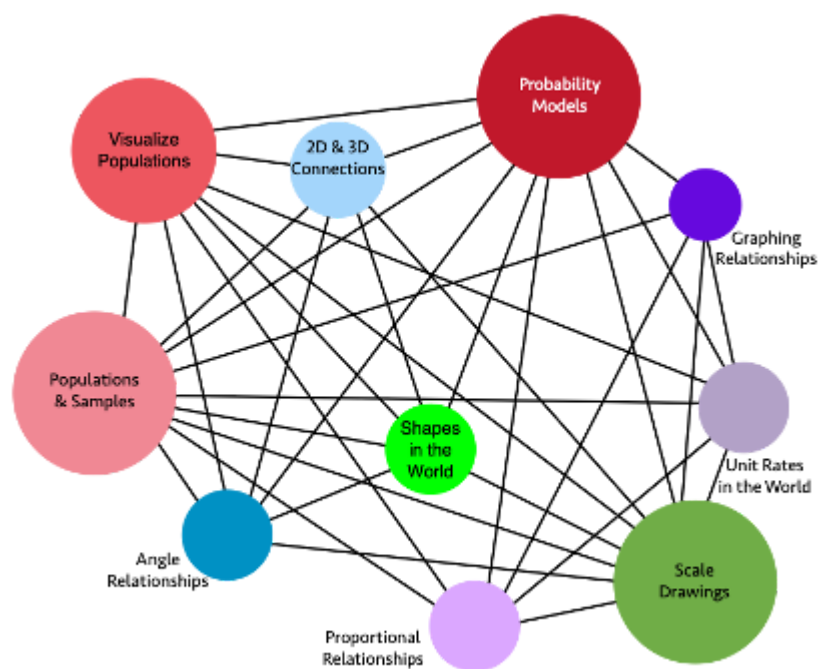 Probability
Models
Visualize
Populations
2D & 3D
Connections
Graphing
Relationships
Populations
& Samples
Shapes
in the
World
Unit Rates
in the World
Angle
Relationships
Scale
Drawings
Proportional
Relationships